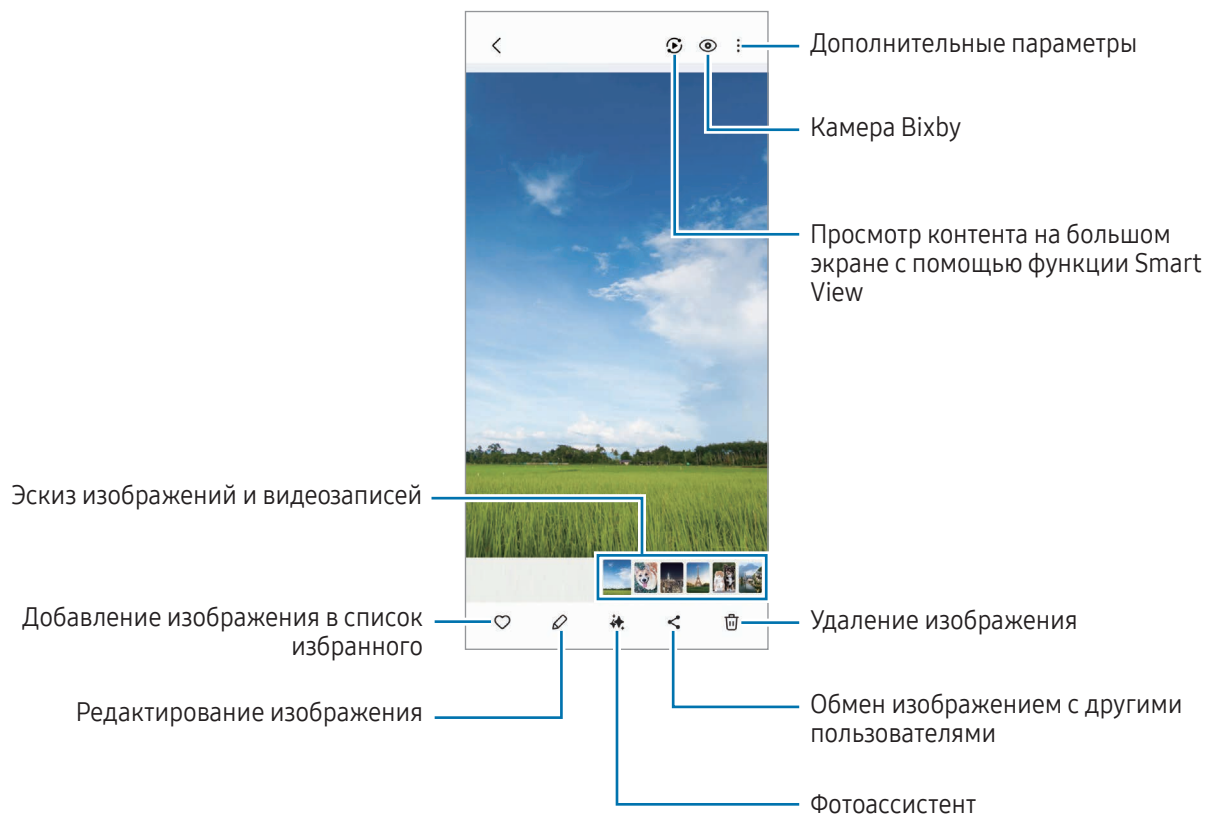 Дополнительные параметры
Камера Bixby
Просмотр контента на большом
экране с помощью функции Smart
View
Эскиз изображений и видеозаписей
Добавление изображения в список
избранного
Удаление изображения
Редактирование изображения
Обмен изображением с другими
пользователями
Фотоассистент